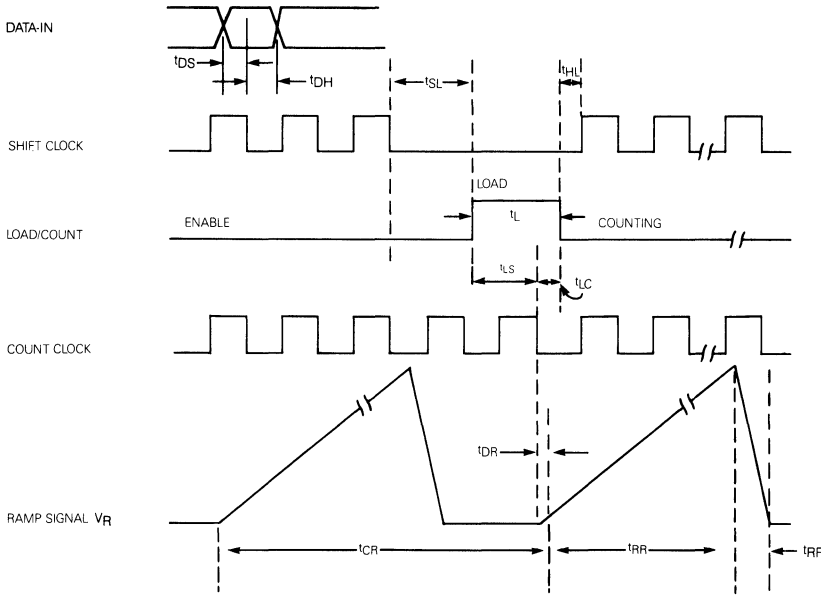 DATA-IN
tDS
tDH
tSL
tHL
SHIFT CLOCK
LOAD
ENABLE
tL
COUNTING
LOAD/COUNT
tLS
tLC
COUNT CLOCK
tDR
RAMP SIGNAL VR
tCR
tRR
tRF